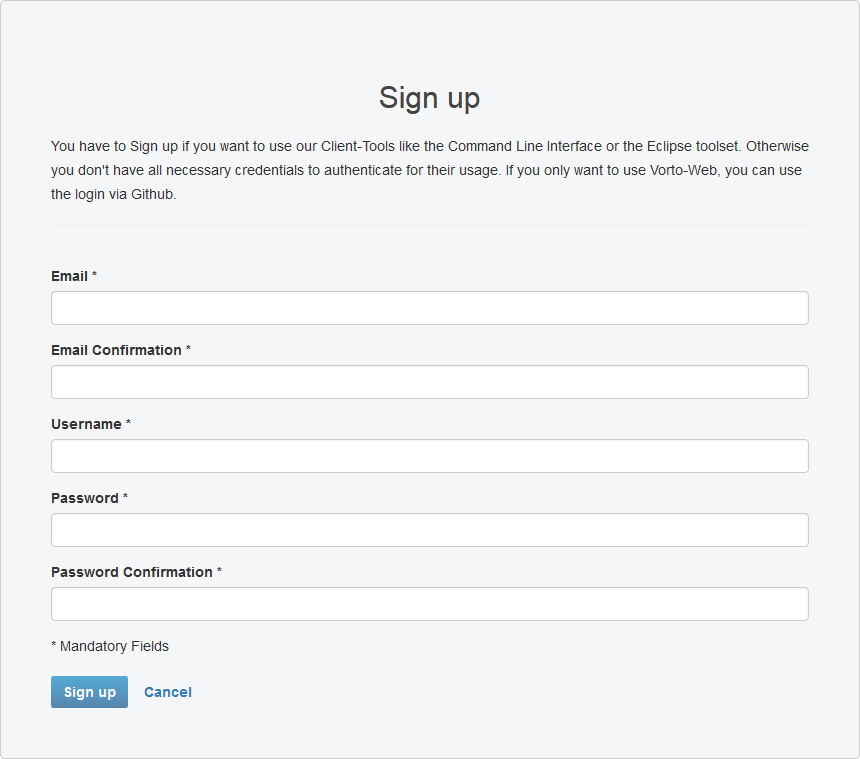 Sign up
You have to Sign up if you want to use our Client-Tools like the Command Line Interface or the Eclipse toolset. Otherwise
you don't have all necessary credentials to authenticate for their usage. If you only want to use Vorto-Web, you can use
the login via Github.
Email *
Email Confirmation *
Username *
Password *
Password Confirmation *
* Mandatory Fields
Sign up Cancel